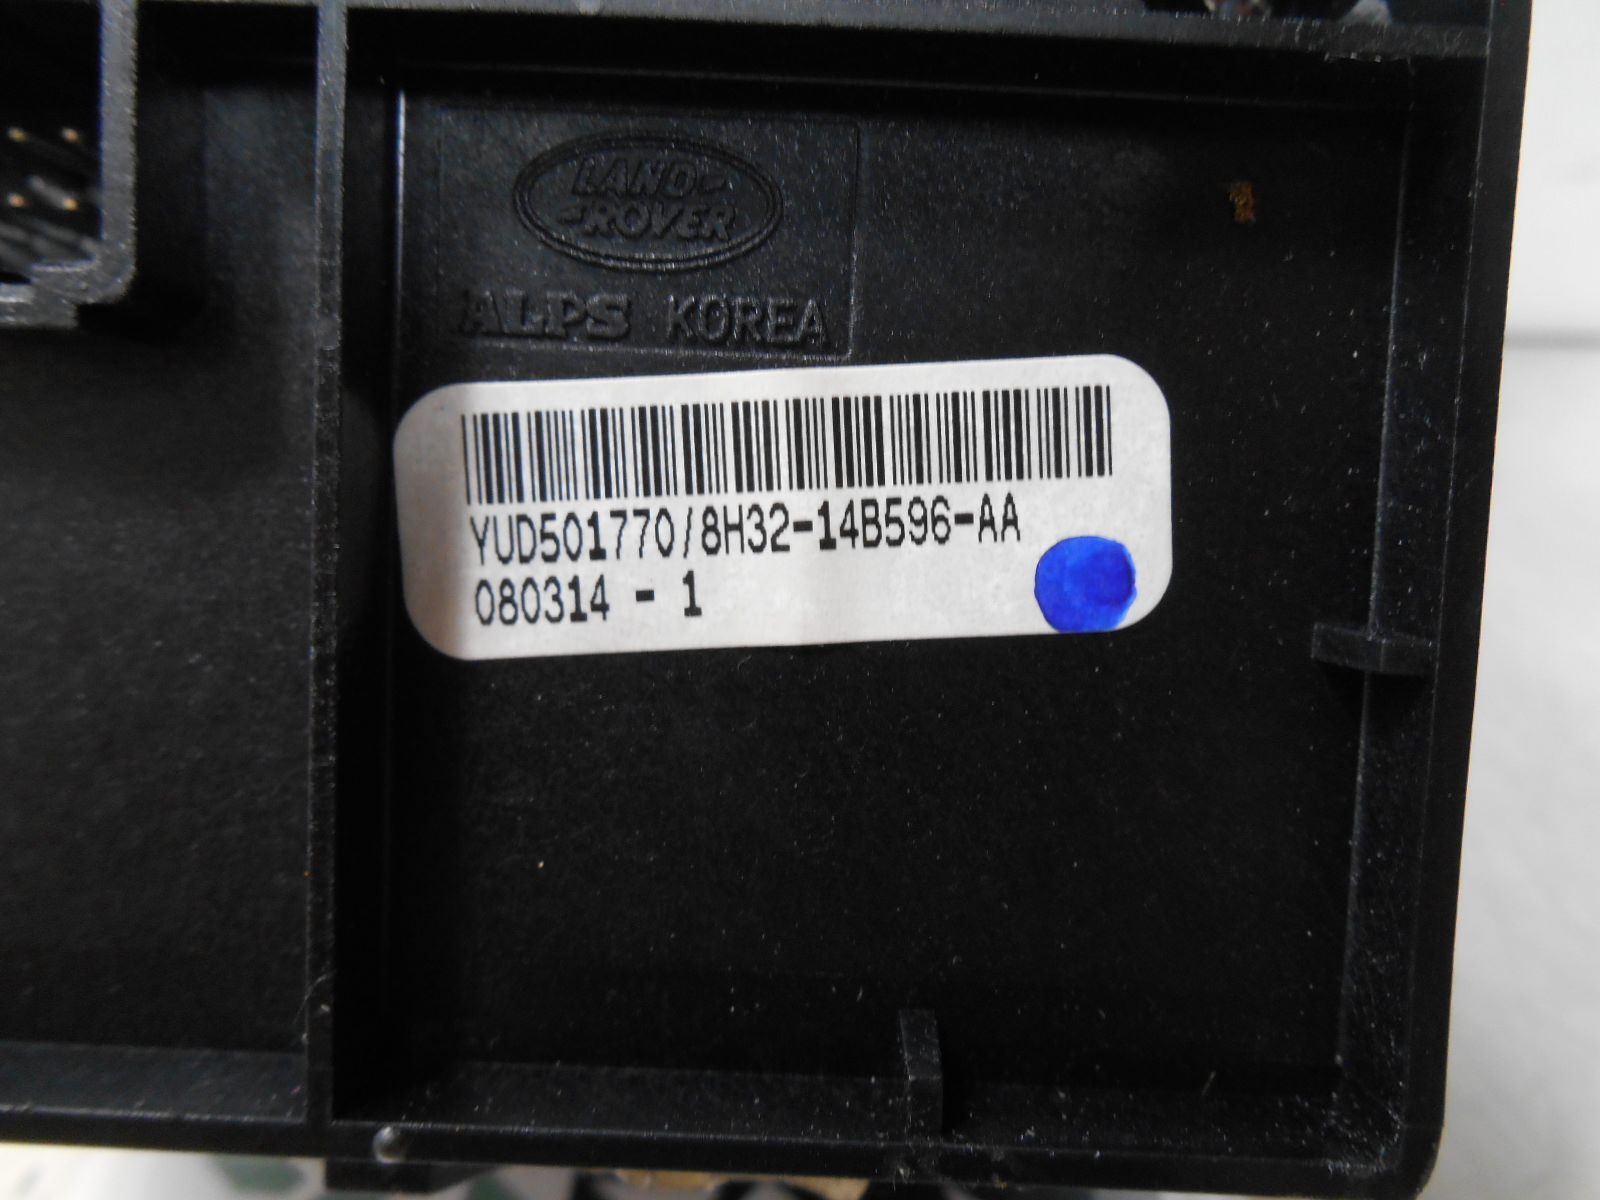 LAND-
-ROVER
ALPS KOREA
YUD501770/8H32-14B596-AA
080314 - 1